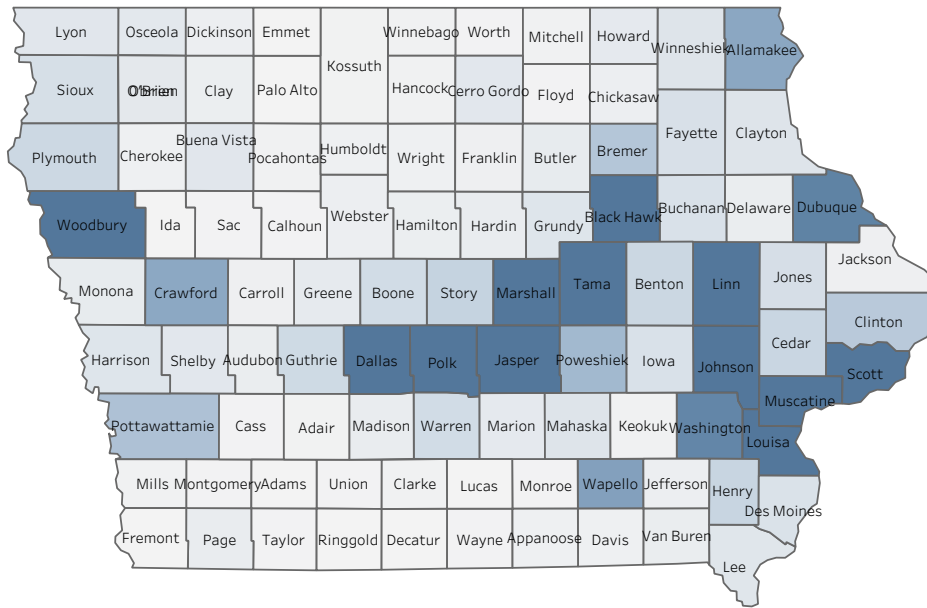 Lyon
Osceola
Dickinson
Emmet
Kossuth
Winnebago
Worth
Mitchell
Howard
Winneshiek
Allamakee
Sioux
O'Brien
Clay
Palo Alto
Hancock
Cerro Gordo
Floyd
Chickasaw
Plymouth
Cherokee
Buena Vista
Pocahontas
Humboldt
Wright
Franklin
Butler
Bremer
Fayette
Clayton
Woodbury
Ida
Sac
Calhoun
Webster
Hamilton
Hardin
Grundy
Black Hawk
Buchanan
Delaware
Dubuque
Monona
Crawford
Carroll
Greene
Boone
Story
Marshall
Tama
Benton
Linn
Jones
Jackson
Harrison
Shelby
Audubon
Guthrie
Dallas
Polk
Jasper
Poweshiek
Iowa
Johnson
Cedar
Clinton
Scott
Muscatine
Pottawattamie
Cass
Adair
Madison
Warren
Marion
Mahaska
Keokuk
Washington
Louisa
Mills
Montgomery
Adams
Union
Clarke
Lucas
Monroe
Wapello
Jefferson
Henry
Des Moines
Fremont
Page
Taylor
Ringgold
Decatur
Wayne
Appanoose
Davis
Van Buren
Lee